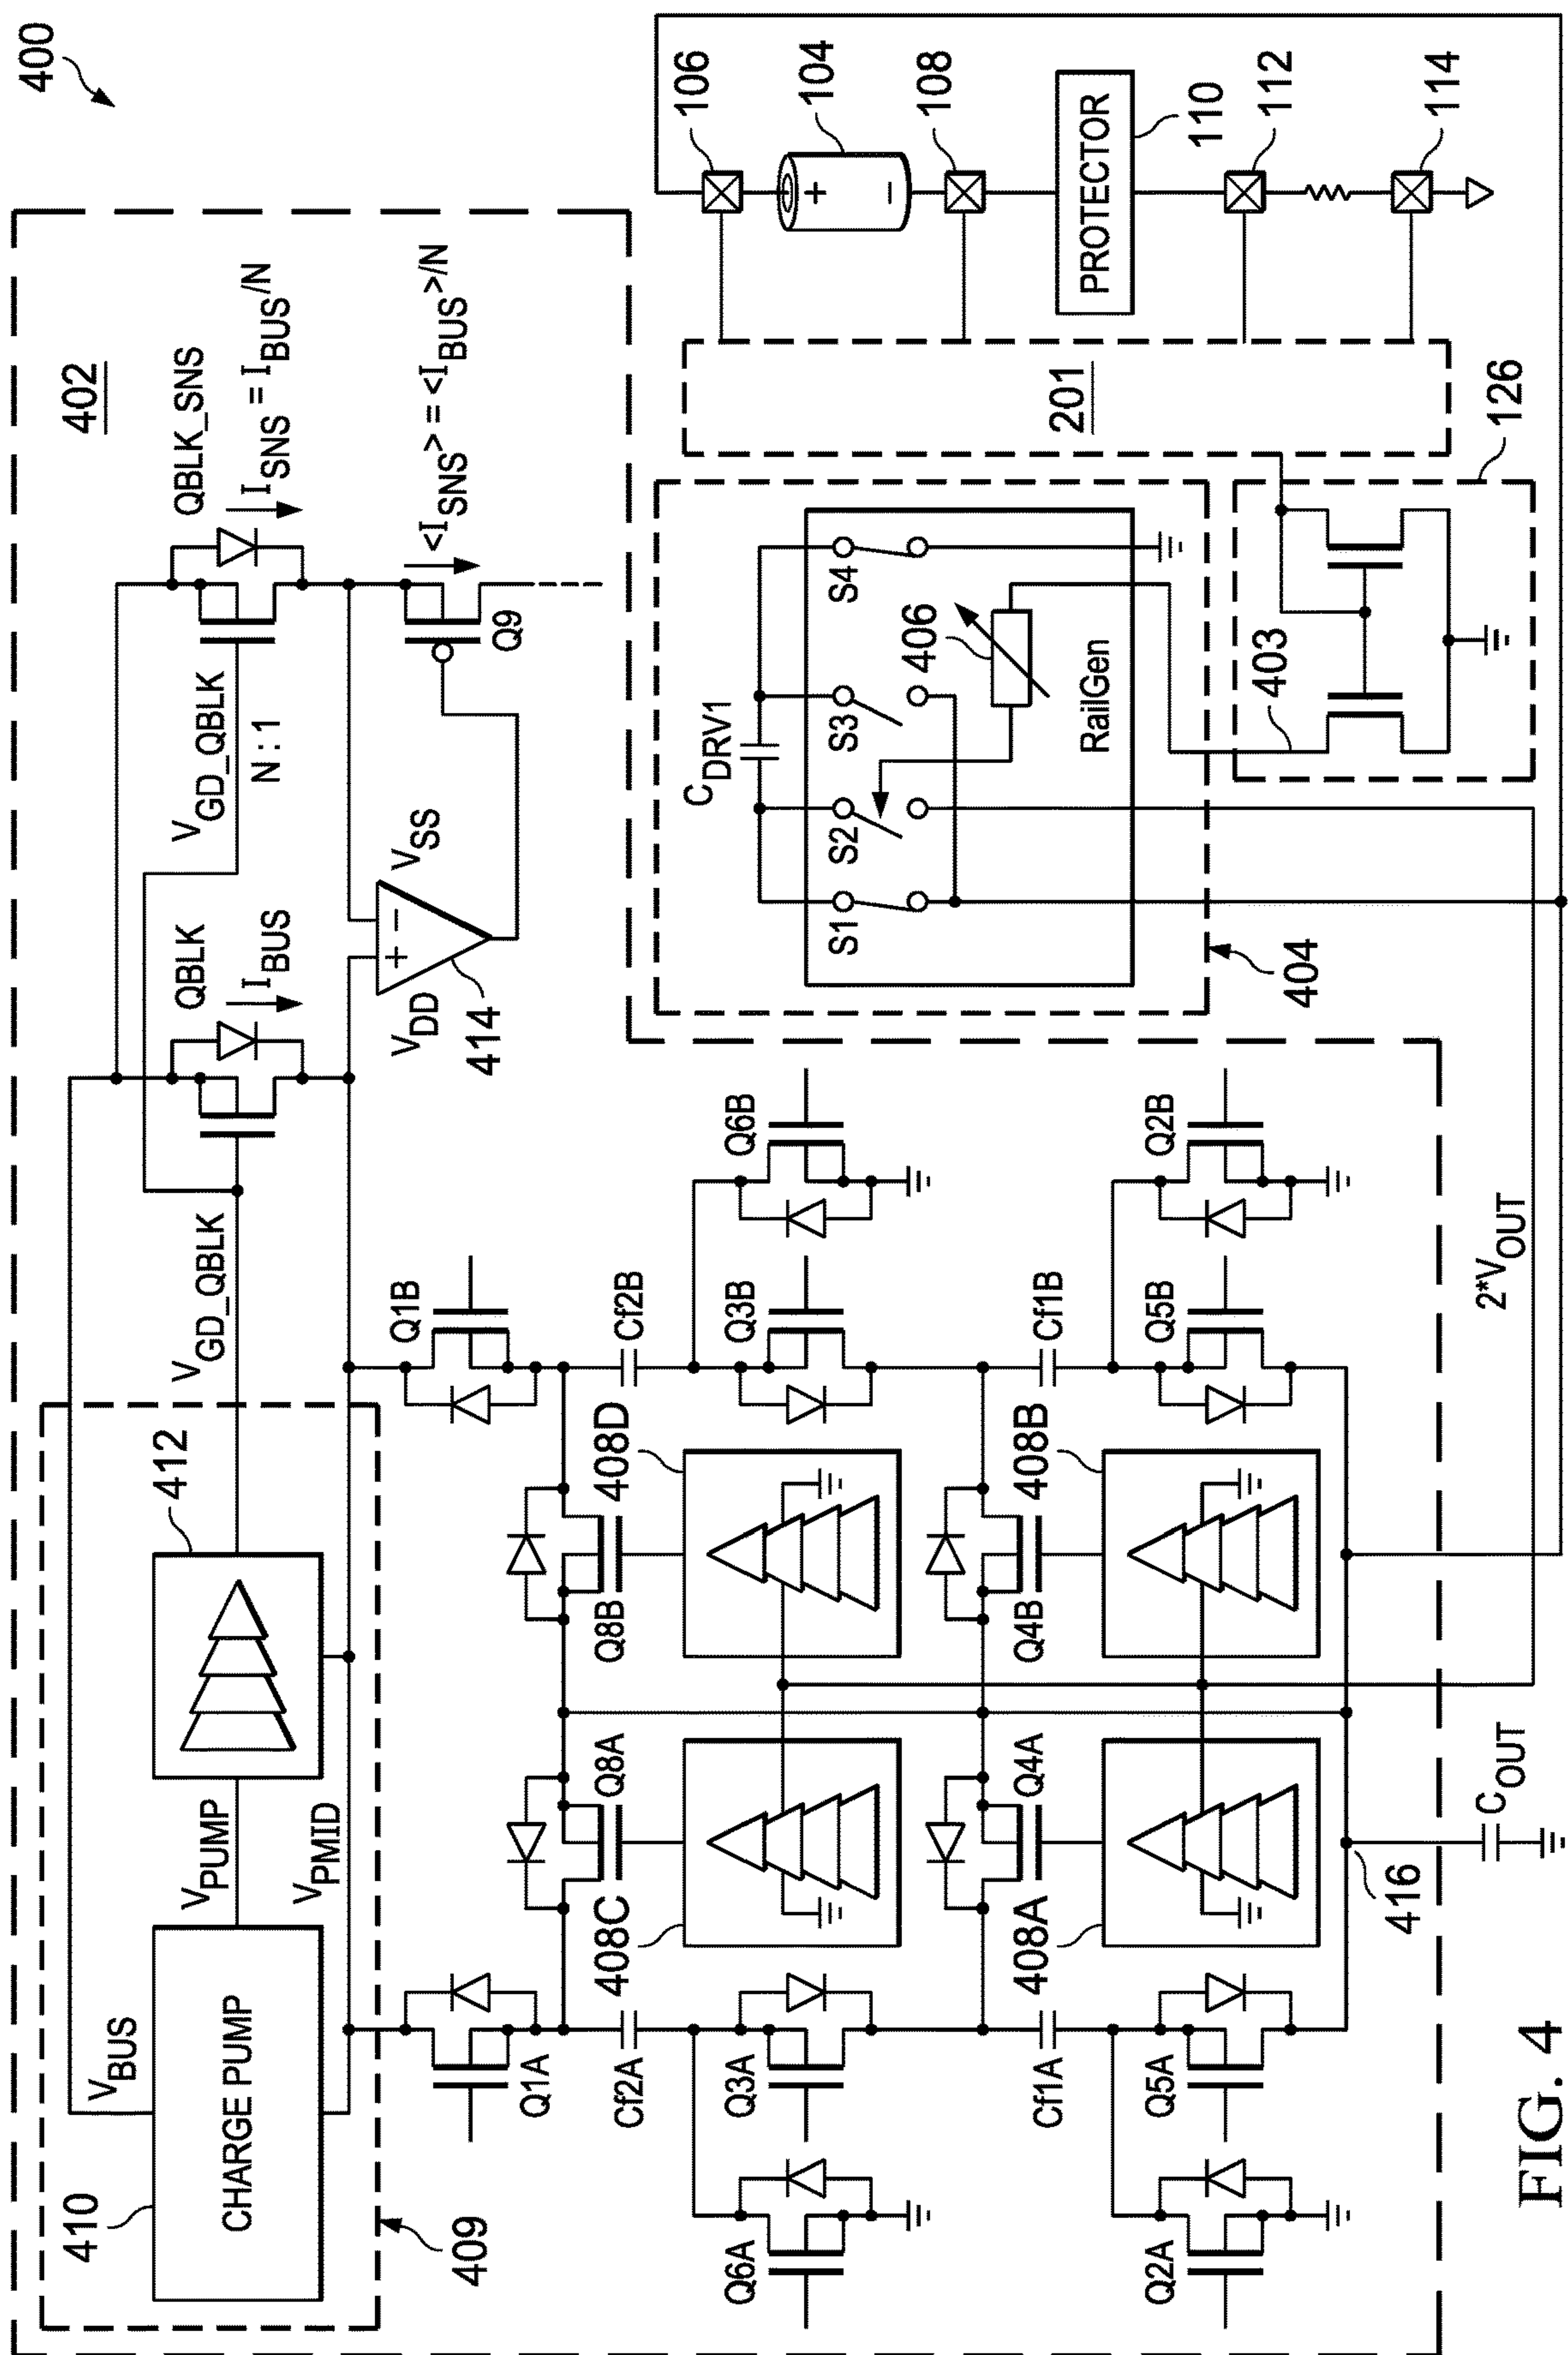 400
402
412
410
CHARGE PUMP
409
V_BUS
V_PUMP
V_PMID
V_GD_QBLK
QBLK
I_BUS
V_GD_QBLK
N : 1
QBLK_SNS
I_SNS = I_BUS/N
<I_SNS> = <I_BUS>/N
Q9
V_DD
V_SS
414
+
−
Q1A
Q1B
Cf2A
Cf2B
Q8A
Q8B
408C
408D
Q6A
Q3A
Q3B
Q6B
Cf1A
Cf1B
Q4A
Q4B
408A
408B
Q2A
Q5A
Q5B
Q2B
416
C_OUT
2*V_OUT
404
C_DRV1
S1
S2
S3
S4
406
RailGen
403
126
201
106
104
+
−
108
PROTECTOR
110
112
114
FIG. 4